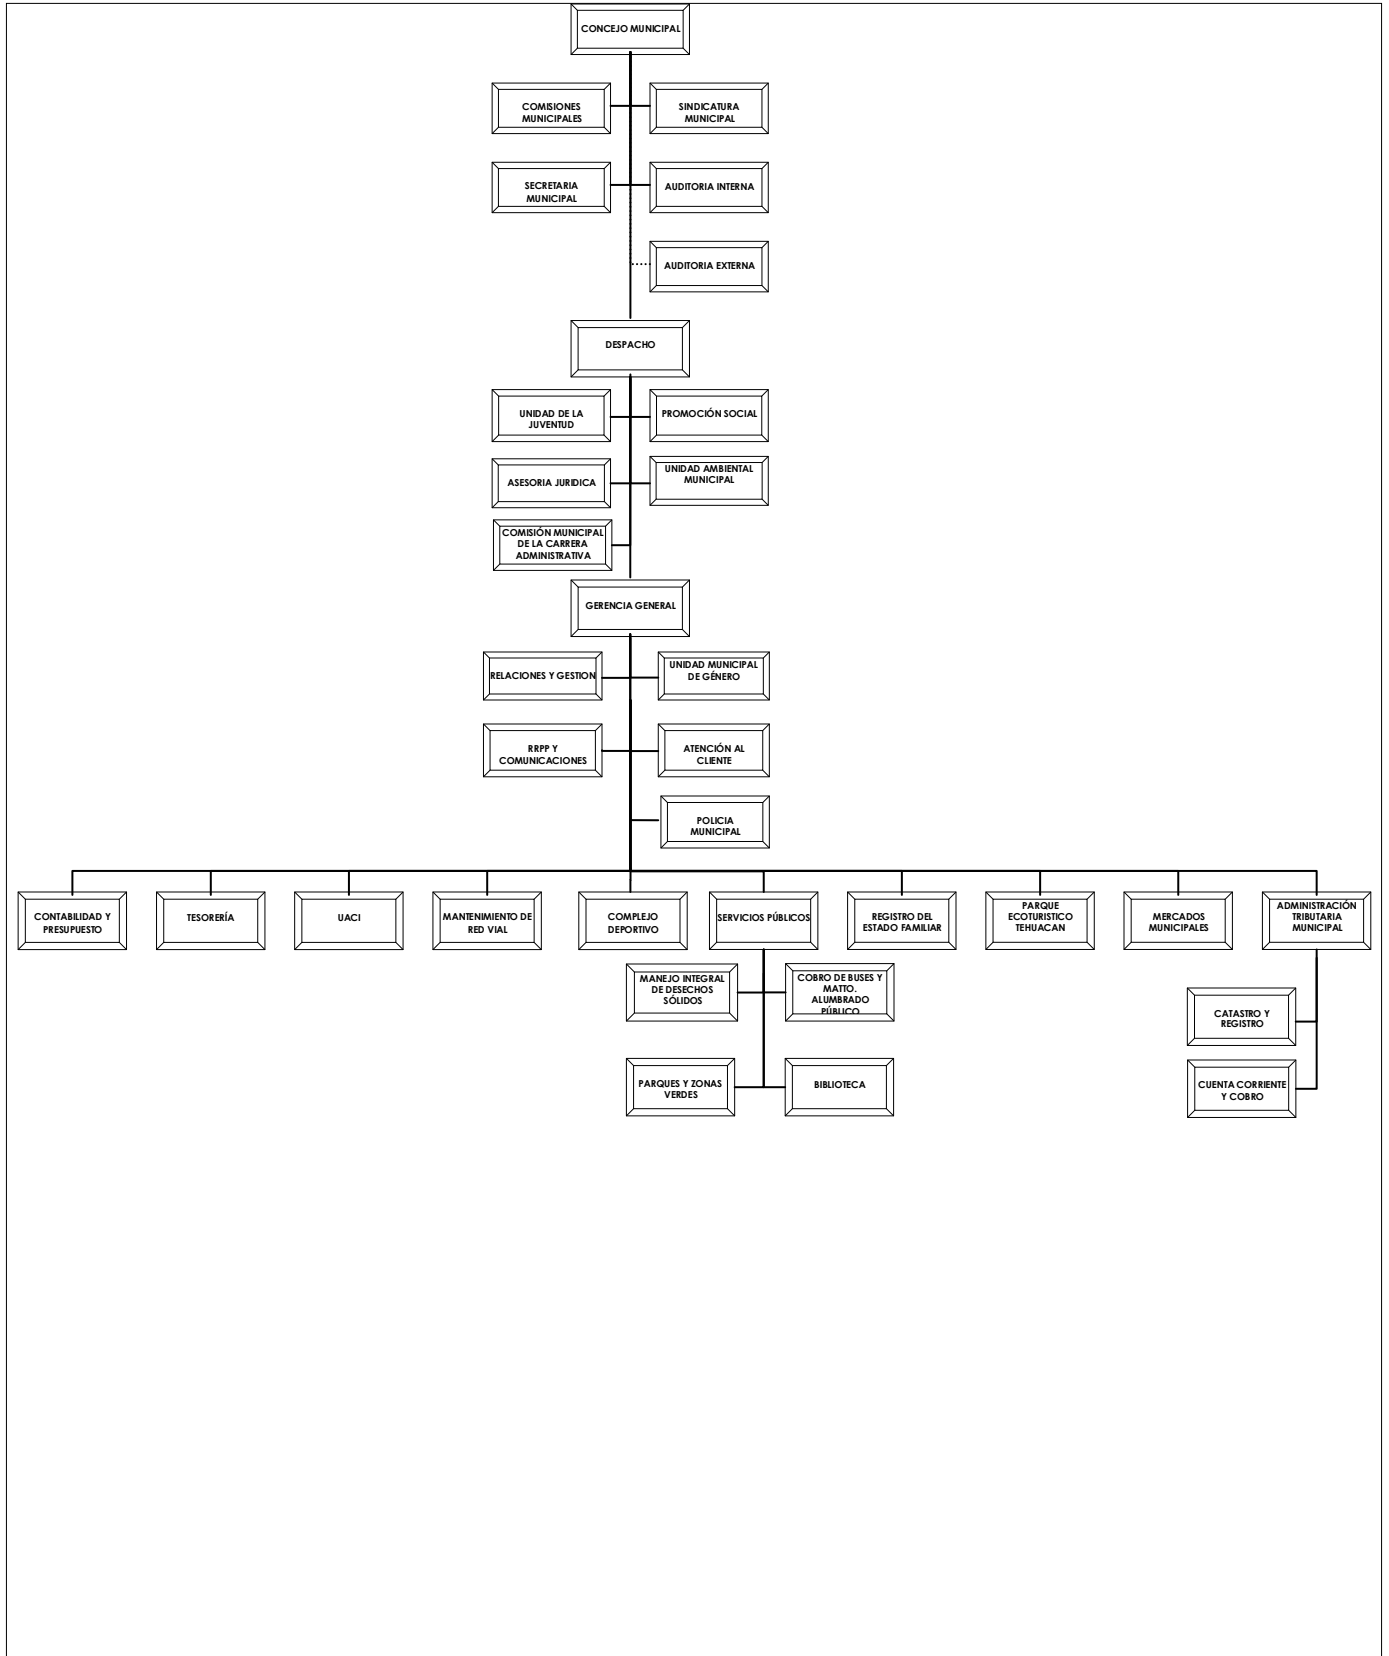 CONCEJO MUNICIPAL
COMISIONES
MUNICIPALES
SINDICATURA
MUNICIPAL
SECRETARIA
MUNICIPAL
AUDITORIA INTERNA
AUDITORIA EXTERNA
DESPACHO
UNIDAD DE LA
JUVENTUD
PROMOCIÓN SOCIAL
ASESORIA JURIDICA
UNIDAD AMBIENTAL
MUNICIPAL
COMISIÓN MUNICIPAL
DE LA CARRERA
ADMINISTRATIVA
GERENCIA GENERAL
RELACIONES Y GESTION
UNIDAD MUNICIPAL
DE GÉNERO
RRPP Y
COMUNICACIONES
ATENCIÓN AL
CLIENTE
POLICIA
MUNICIPAL
CONTABILIDAD Y
PRESUPUESTO
TESORERÍA
UACI
MANTENIMIENTO DE
RED VIAL
COMPLEJO
DEPORTIVO
SERVICIOS PÚBLICOS
REGISTRO DEL
ESTADO FAMILIAR
PARQUE
ECOTURISTICO
TEHUACAN
MERCADOS
MUNICIPALES
ADMINISTRACIÓN
TRIBUTARIA
MUNICIPAL
MANEJO INTEGRAL
DE DESECHOS
SÓLIDOS
COBRO DE BUSES Y
MATTO.
ALUMBRADO
PÚBLICO
CATASTRO Y
REGISTRO
PARQUES Y ZONAS
VERDES
BIBLIOTECA
CUENTA CORRIENTE
Y COBRO